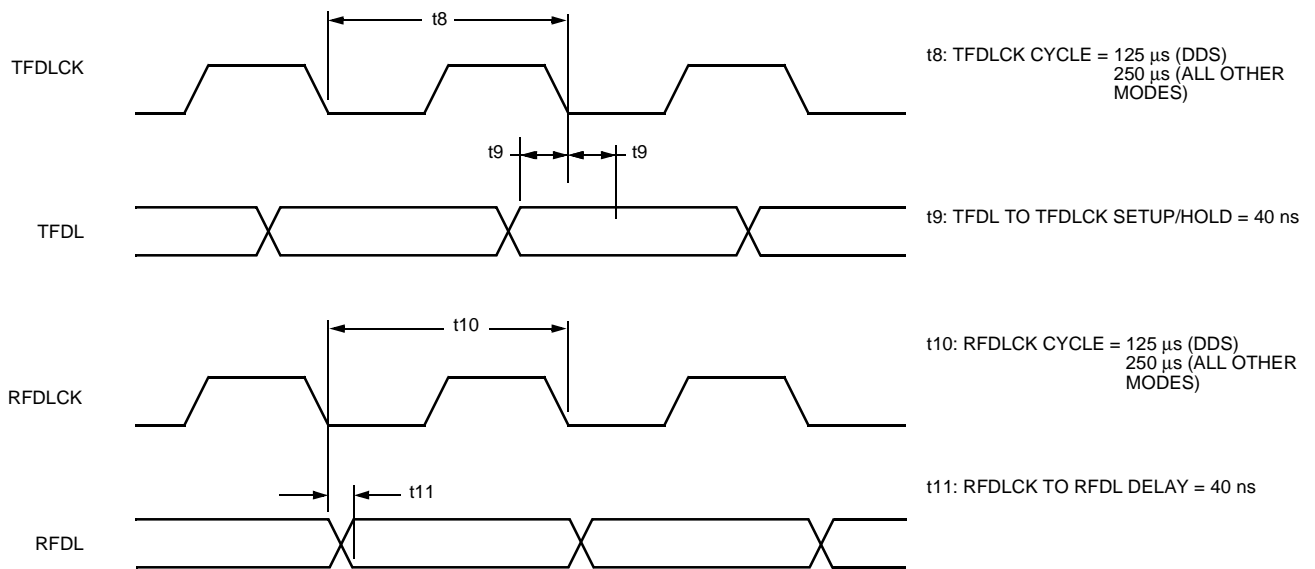 t8
TFDLCK
t8: TFDLCK CYCLE = 125 μs (DDS)
250 μs (ALL OTHER
MODES)
t9
t9
TFDL
t9: TFDL TO TFDLCK SETUP/HOLD = 40 ns
t10
RFDLCK
t10: RFDLCK CYCLE = 125 μs (DDS)
250 μs (ALL OTHER
MODES)
t11
t11: RFDLCK TO RFDL DELAY = 40 ns
RFDL